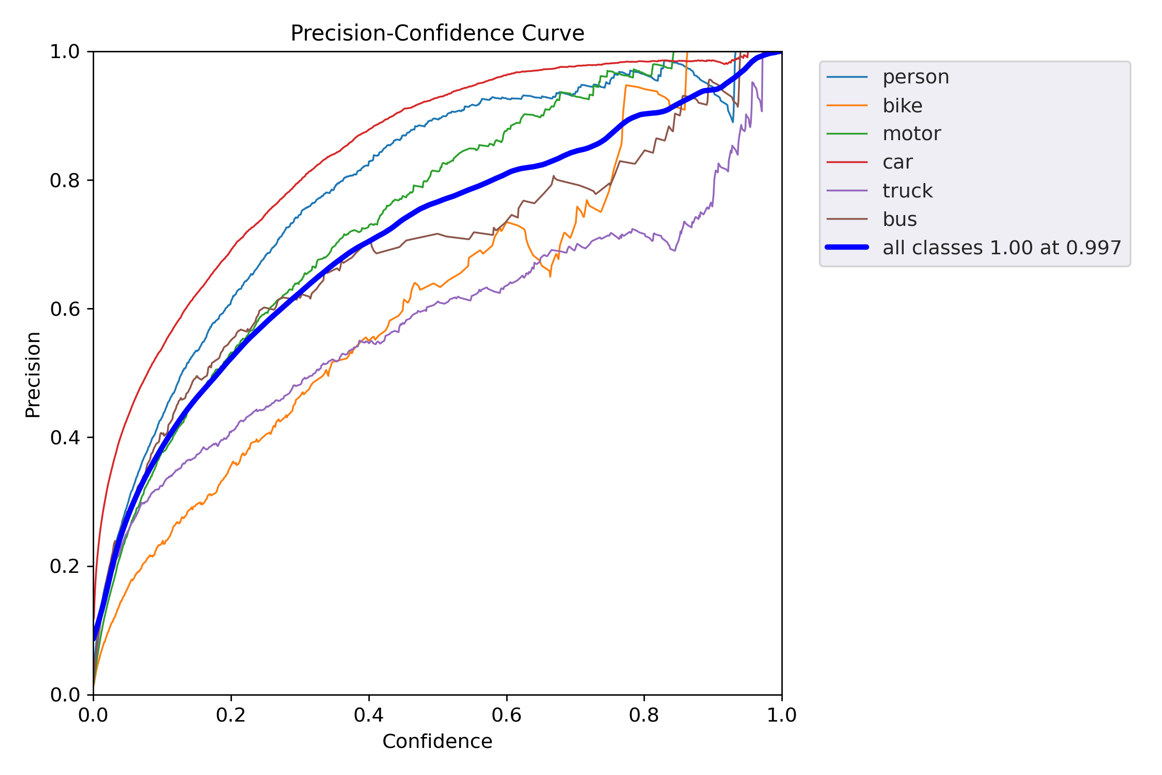 Precision-Confidence Curve
1.0
0.8
0.6
0.4
0.2
0.0
Precision
0.0 0.2 0.4 0.6 0.8 1.0
Confidence
person
bike
motor
car
truck
bus
all classes 1.00 at 0.997